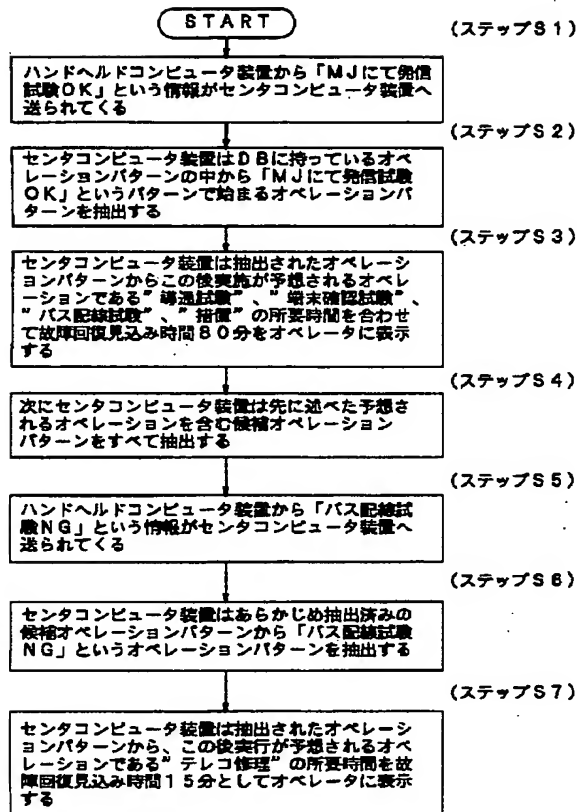 START
(ステップS1)
ハンドヘルドコンピュータ装置から「MJにて発信
試験OK」という情報がセンタコンピュータ装置へ
送られてくる
(ステップS2)
センタコンピュータ装置はDBに持っているオペ
レーションパターンの中から「MJにて発信試験
OK」というパターンで始まるオペレーションパ
ターンを抽出する
(ステップS3)
センタコンピュータ装置は抽出されたオペレーシ
ョンパターンからこの後実施が予想されるオペレ
ーションである"導通試験"、"端末確認試験"、
"バス配線試験"、"措置"の所要時間を合わせ
て故障回復見込み時間80分をオペレータに表示
する
(ステップS4)
次にセンタコンピュータ装置は先に述べた予想さ
れるオペレーションを含む候補オペレーション
パターンをすべて抽出する
(ステップS5)
ハンドヘルドコンピュータ装置から「バス配線試
験NG」という情報がセンタコンピュータ装置へ
送られてくる
(ステップS6)
センタコンピュータ装置はあらかじめ抽出済みの
候補オペレーションパターンから「バス配線試験
NG」というオペレーションパターンを抽出する
(ステップS7)
センタコンピュータ装置は抽出されたオペレーシ
ョンパターンから、この後実行が予想されるオペ
レーションである"テレコ修理"の所要時間を故
障回復見込み時間15分としてオペレータに表示
する